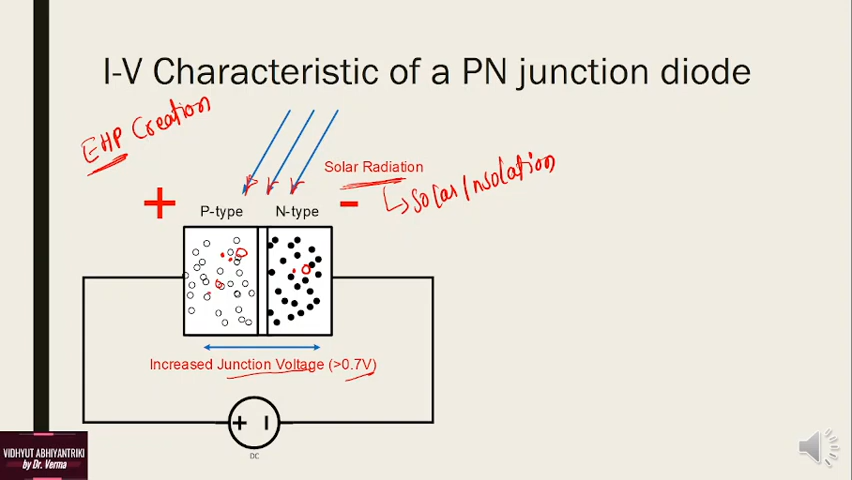 I-V Characteristic of a PN junction diode
EHP Creation
Solar Radiation
Solar Insolation
+
-
P-type
N-type
Increased Junction Voltage (>0.7V)
+
DC
VIDHYUT ABHIYANTRIKI
by Dr. Verma